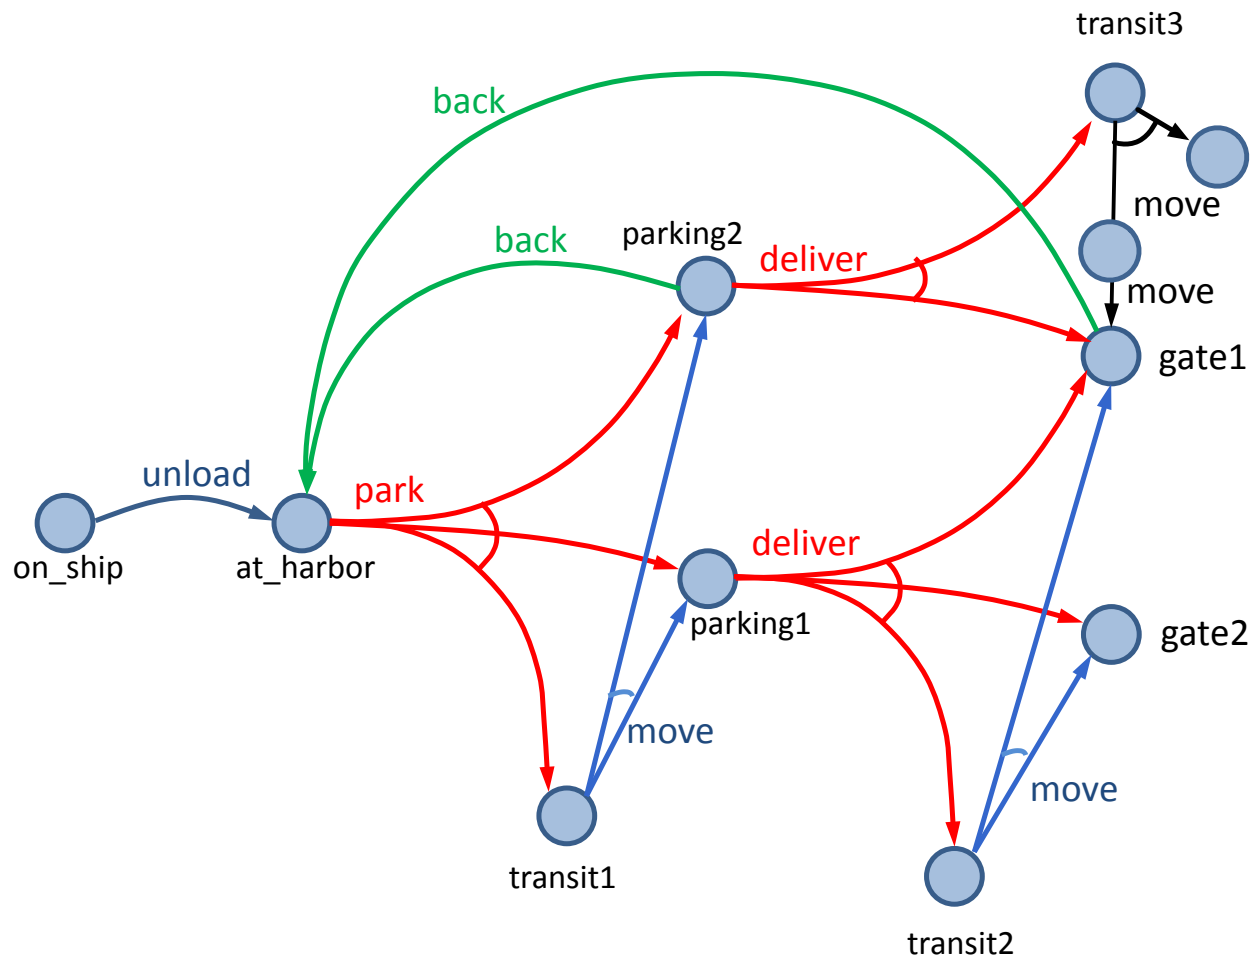 transit3
back
move
parking2
back
deliver
move
gate1
unload
park
deliver
on_ship
at_harbor
parking1
gate2
move
move
transit1
transit2